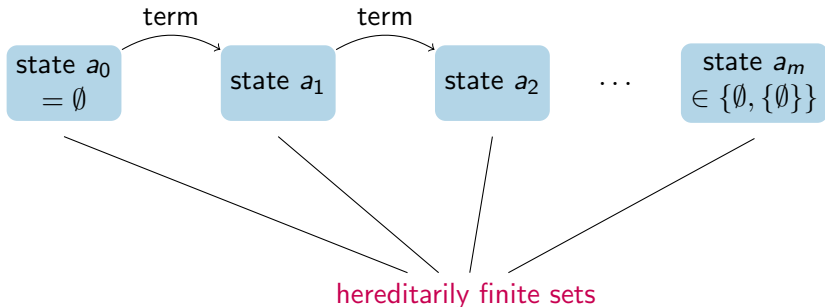 term term
state a₀
= ∅
state a₁
state a₂
...
state aₘ
∈ {∅, {∅}}
hereditarily finite sets